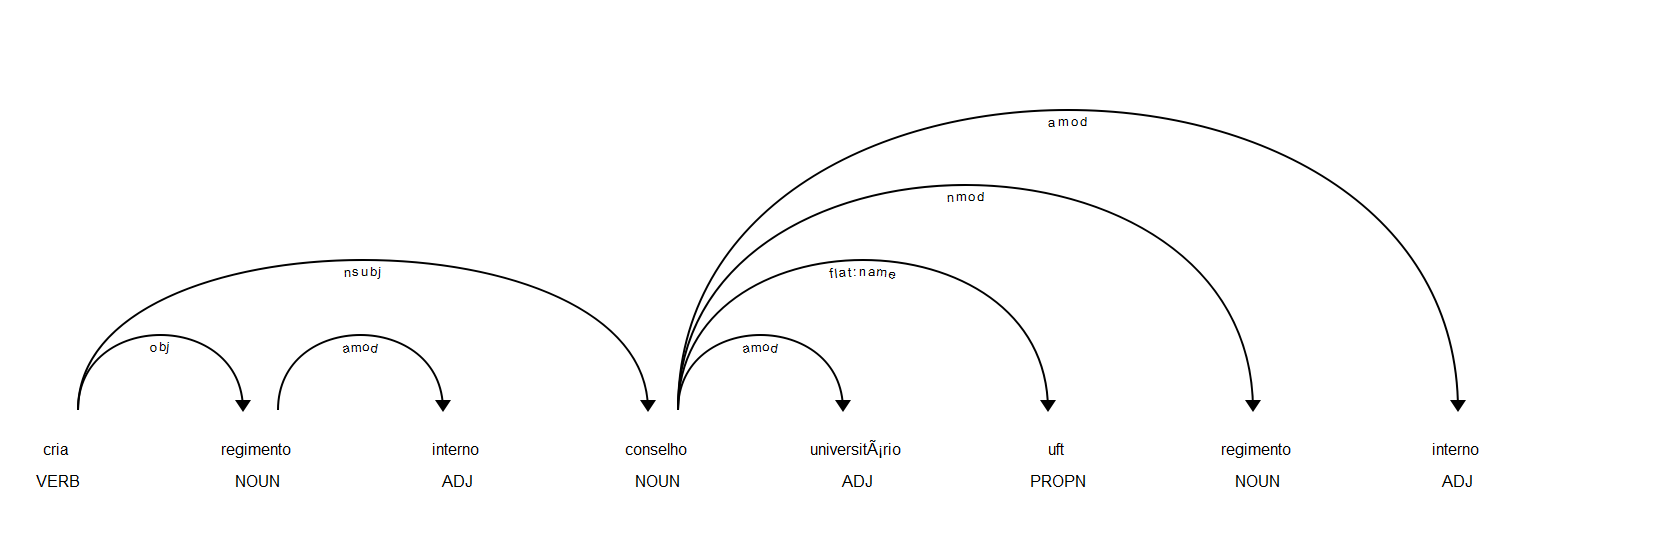 amod
nmod
nsubj flat:name
obj amod amod
cria regimento interno conselho universitÃ¡rio uft regimento interno
VERB NOUN ADJ NOUN ADJ PROPN NOUN ADJ